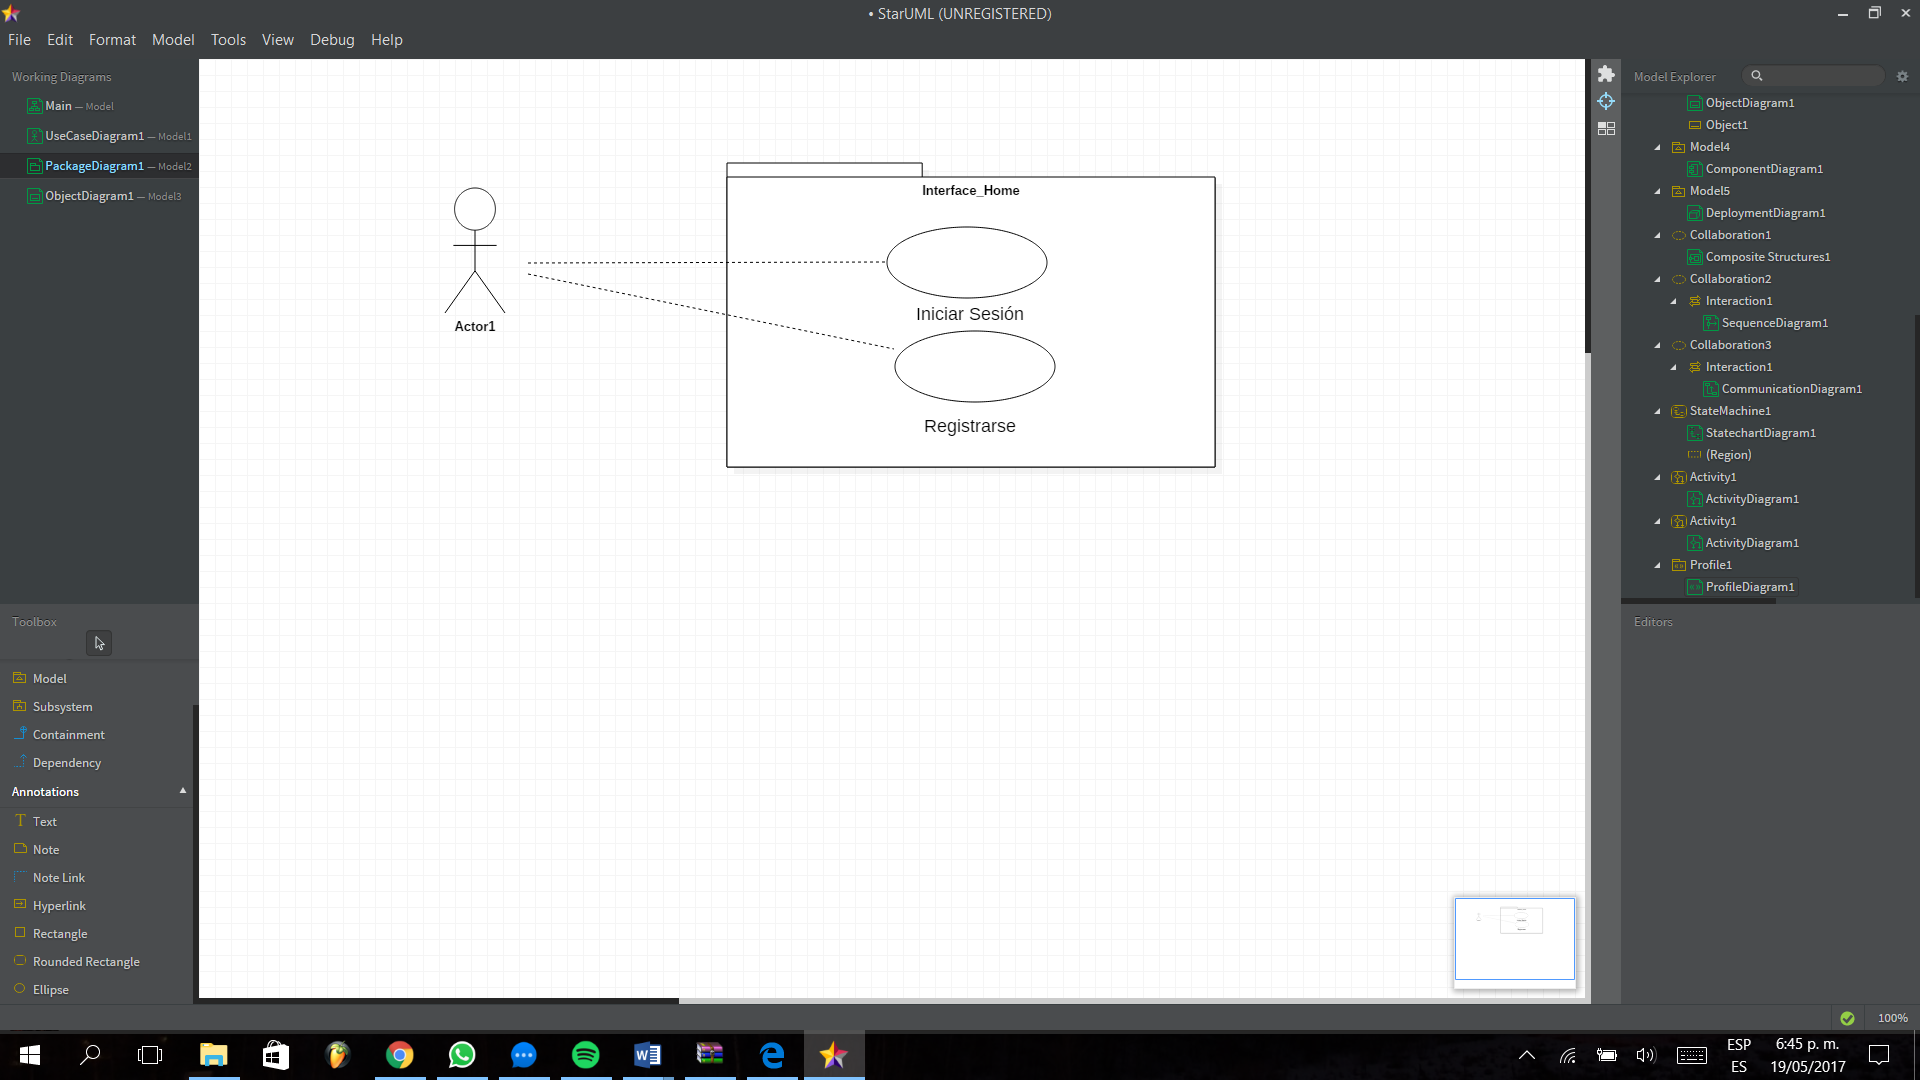 • StarUML (UNREGISTERED)
File Edit Format Model Tools View Debug Help
Working Diagrams
Main — Model
UseCaseDiagram1 — Model1
PackageDiagram1 — Model2
ObjectDiagram1 — Model3
Toolbox
Model
Subsystem
Containment
Dependency
Annotations
Text
Note
Note Link
Hyperlink
Rectangle
Rounded Rectangle
Ellipse
Actor1
Interface_Home
Iniciar Sesión
Registrarse
Model Explorer
ObjectDiagram1
Object1
Model4
ComponentDiagram1
Model5
DeploymentDiagram1
Collaboration1
Composite Structures1
Collaboration2
Interaction1
SequenceDiagram1
Collaboration3
Interaction1
CommunicationDiagram1
StateMachine1
StatechartDiagram1
(Region)
Activity1
ActivityDiagram1
Activity1
ActivityDiagram1
Profile1
ProfileDiagram1
Editors
100%
ESP
ES
6:45 p. m.
19/05/2017